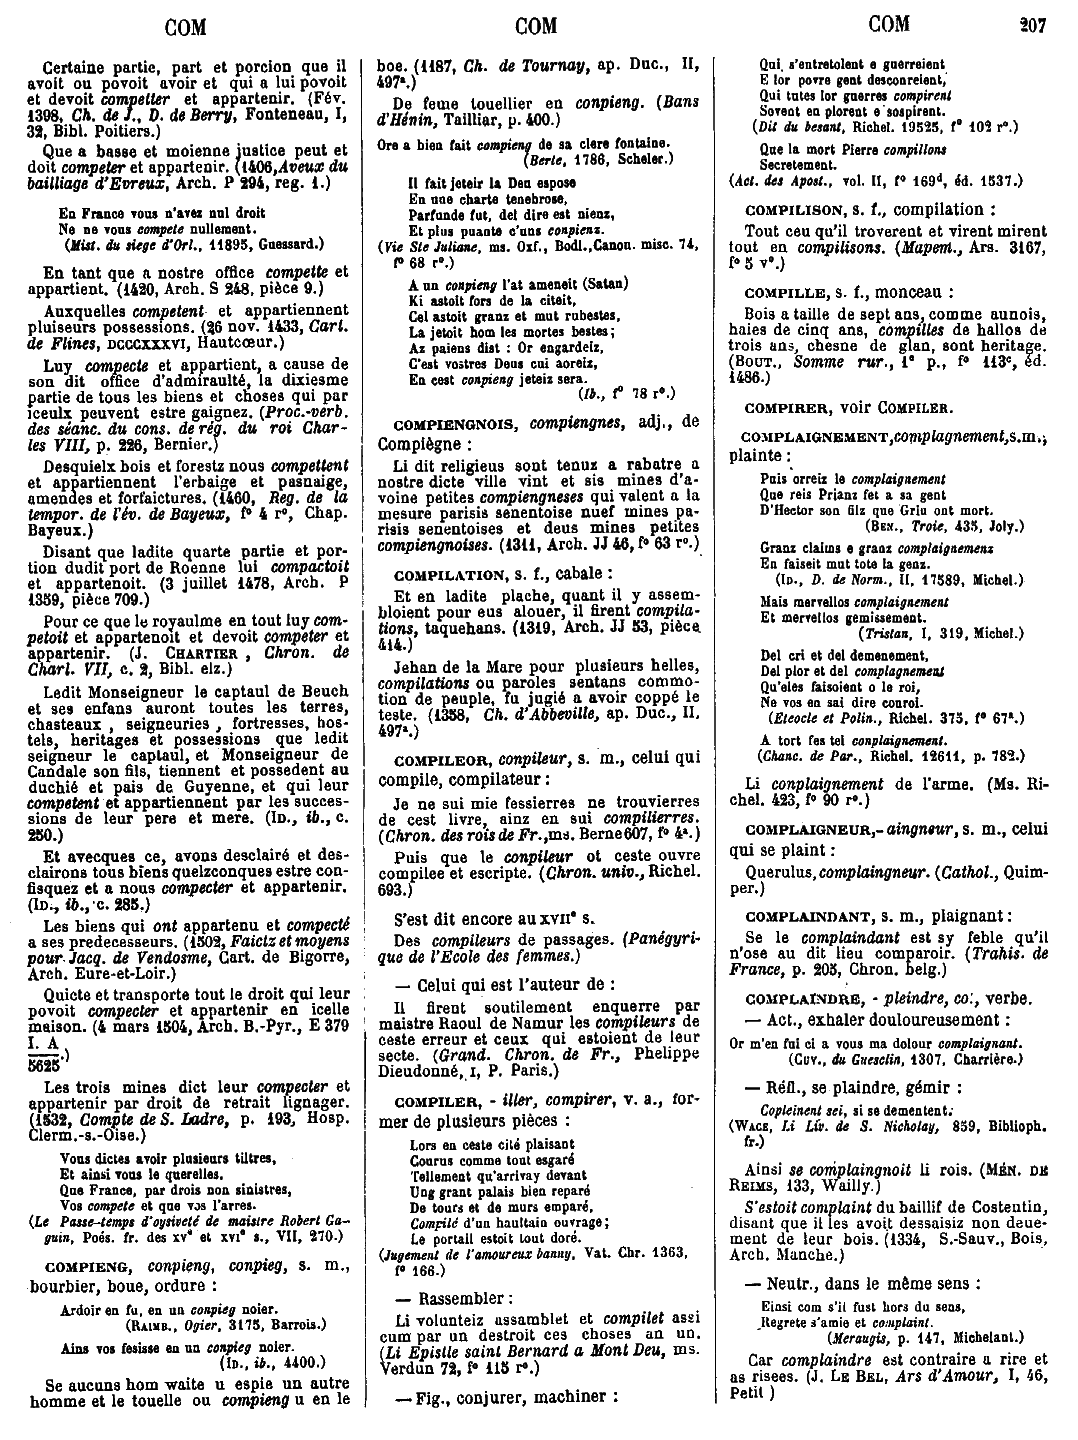 COM
COM
COM
207
Certaine partie, part et porcion que il
avoit ou povoit avoir et qui a lui povoit
et devoit competter et appartenir. (Fév.
1398, Ch. de J., D. de Berry, Fonteneau, I,
32, Bibl. Poitiers.)
Que a basse et moienne justice peut et
doit competer et appartenir. (1406, Aveux du
bailliage d'Evreux, Arch. P 294, reg. 1.)
En France vous n'avez nul droit
Ne ne vous compete nullement.
(Mist. du siege d'Orl., 11895, Guessard.)
En tant que a nostre office compette et
appartient. (1420, Arch. S 248, pièce 9.)
Auxquelles competent et appartiennent
pluiseurs possessions. (26 nov. 1433, Cart.
de Flines, DCCCXXXVI, Hautcœur.)
Luy compecte et appartient, a cause de
son dit office d'admiraulté, la dixiesme
partie de tous les biens et choses qui par
iceulx peuvent estre gaignez. (Proc.-verb.
des séanc. du cons. de rég. du roi Char-
les VIII, p. 226, Bernier.)
Desquielx bois et forestz nous compettent
et appartiennent l'erbaige et pasnaige,
amendes et forfaictures. (1460, Reg. de la
tempor. de l'év. de Bayeux, f° 4 r°, Chap.
Bayeux.)
Disant que ladite quarte partie et por-
tion dudit port de Roenne lui compactoit
et appartenoit. (3 juillet 1478, Arch. P
1359, pièce 709.)
Pour ce que le royaulme en tout luy com-
petoit et appartenoit et devoit competer et
appartenir. (J. CHARTIER, Chron. de
Charl. VII, c. 2, Bibl. elz.)
Ledit Monseigneur le captaul de Beuch
et ses enfans auront toutes les terres,
chasteaux , seigneuries , fortresses, hos-
tels, heritages et possessions que ledit
seigneur le captaul, et Monseigneur de
Candale son fils, tiennent et possedent au
duchié et pais de Guyenne, et qui leur
competent et appartiennent par les succes-
sions de leur pere et mere. (ID., ib., c.
250.)
Et avecques ce, avons desclairé et des-
clairons tous biens quelzconques estre con-
fisquez et a nous compecter et appartenir.
(ID., ib., c. 285.)
Les biens qui ont appartenu et compecté
a ses predecesseurs. (1502, Faictz et moyens
pour Jacq. de Vendosme, Cart. de Bigorre,
Arch. Eure-et-Loir.)
Quicte et transporte tout le droit qui leur
povoit compecter et appartenir en icelle
maison. (4 mars 1504, Arch. B.-Pyr., E 379
I. A
5625.)
Les trois mines dict leur compecter et
appartenir par droit de retrait lignager.
(1532, Compte de S. Ladre, p. 193, Hosp.
Clerm.-s.-Oise.)
Vous dictes avoir plusieurs tiltres,
Et ainsi vous le querelles.
Que France, par drois non sinistres,
Vos compete et que vos l'arres.
(Le Passe-temps d'oysiveté de maistre Robert Ga-
guin, Poés. fr. des xv° et xvi° s., VII, 270.)
COMPIENG, conpieng, conpieg, s. m.,
bourbier, boue, ordure :
Ardoir en fu, en un conpieg noier.
(RAIMB., Ogier, 3175, Barrois.)
Ains vos fesisse en un conpieg noier.
(ID., ib., 4400.)
Se aucuns hom waite u espie un autre
homme et le touelle ou compieng u en le
boe. (1187, Ch. de Tournay, ap. Duc., II,
497ᵃ.)
De feme touellier en conpieng. (Bans
d'Hénin, Tailliar, p. 400.)
Ore a bien fait compieng de sa clere fontaine.
(Berte, 1786, Scheler.)
Il fait jeteir la Deu espose
En une charte tenebrose,
Parfunde fut, del dire est nienz,
Et plus puante c'uns conpienz.
(Vie Ste Juliane, ms. Oxf., Bodl., Canon. misc. 74,
f° 68 r°.)
A un conpieng l'at ameneit (Satan)
Ki astoit fors de la citeit,
Cel astoit granz et mut rubestes,
La jetoit hom les mortes bestes;
Az paiens dist : Or engardeiz,
C'est vostres Deus cui aoreiz,
En cest conpieng jeteiz sera.
(Ib., f° 78 r°.)
COMPIENGNOIS, compiengnes, adj., de
Compiègne :
Li dit religieus sont tenuz a rabatre a
nostre dicte ville vint et sis mines d'a-
voine petites compiengneses qui valent a la
mesure parisis senentoise nuef mines pa-
risis senentoises et deus mines petites
compiengnoises. (1311, Arch. JJ 46, f° 63 r°.)
COMPILATION, s. f., cabale :
Et en ladite plache, quant il y assem-
bloient pour eus alouer, il firent compila-
tions, taquehans. (1319, Arch. JJ 53, pièce
414.)
Jehan de la Mare pour plusieurs helles,
compilations ou paroles sentans commo-
tion de peuple, fu jugié a avoir coppé le
teste. (1358, Ch. d'Abbeville, ap. Duc., II,
497ᵃ.)
COMPILEOR, conpileur, s. m., celui qui
compile, compilateur :
Je ne sui mie fessierres ne trouvierres
de cest livre, ainz en sui compilierres.
(Chron. des rois de Fr., ms. Berne 607, f° 4ᵃ.)
Puis que le conpileur ot ceste ouvre
compilee et escripte. (Chron. univ., Richel.
693.)
S'est dit encore au XVII° s.
Des compileurs de passages. (Panégyri-
que de l'Ecole des femmes.)
— Celui qui est l'auteur de :
Il firent soutilement enquerre par
maistre Raoul de Namur les compileurs de
ceste erreur et ceux qui estoient de leur
secte. (Grand. Chron. de Fr., Phelippe
Dieudonné, I, P. Paris.)
COMPILER, - iller, compirer, v. a., for-
mer de plusieurs pièces :
Lors en ceste cité plaisant
Courus comme tout esgaré
Tellement qu'arrivay devant
Ung grant palais bien reparé
De tours et de murs emparé,
Compilé d'un haultain ouvrage;
Le portail estoit tout doré.
(Jugement de l'amoureux banny, Vat. Chr. 1363,
f° 166.)
— Rassembler :
Li volunteiz assamblet et compilet assi
cum par un destroit ces choses an un.
(Li Epistle saint Bernard a Mont Deu, ms.
Verdun 72, f° 115 r°.)
— Fig., conjurer, machiner :
Qui s'entretolent e guerreient
E lor povre gent desconreient,
Qui tutes lor guerres compirent
Sovent en plorent e sospirent.
(Dit du besant, Richel. 19525, f° 102 r°.)
Que la mort Pierre compillons
Secretement.
(Act. des Apost., vol. II, f° 169ᵈ, éd. 1537.)
COMPILISON, s. f., compilation :
Tout ceu qu'il troverent et virent mirent
tout en compilisons. (Mapem., Ars. 3167,
f° 5 v°.)
COMPILLE, s. f., monceau :
Bois a taille de sept ans, comme aunois,
haies de cinq ans, compilles de hallos de
trois ans, chesne de glan, sont heritage.
(BOUT., Somme rur., 1° p., f° 113ᶜ, éd.
1486.)
COMPIRER, voir COMPILER.
COMPLAIGNEMENT, complagnement, s.m.,
plainte :
Puis orreiz le complaignement
Que reis Prianz fet a sa gent
D'Hector son filz que Griu ont mort.
(BEN., Troie, 435, Joly.)
Granz claims e granz complaignemenz
En faiseit mut tote la genz.
(ID., D. de Norm., II, 17589, Michel.)
Mais mervellos complaignement
Et mervellos gemissement.
(Tristan, I, 319, Michel.)
Del cri et del demenement,
Del plor et del complagnement
Qu'eles faisoient o le roi,
Ne vos en sai dire conroi.
(Eteocle et Polin., Richel. 375, f° 67ᵃ.)
A tort fes tel conplaignement.
(Chanc. de Par., Richel. 12611, p. 782.)
Li conplaignement de l'arme. (Ms. Ri-
chel. 423, f° 90 r°.)
COMPLAIGNEUR, - aingneur, s. m., celui
qui se plaint :
Querulus, complaingneur. (Cathol., Quim-
per.)
COMPLAINDANT, s. m., plaignant :
Se le complaindant est sy feble qu'il
n'ose au dit lieu comparoir. (Trahis. de
France, p. 205, Chron. belg.)
COMPLAINDRE, - pleindre, co., verbe.
— Act., exhaler douloureusement :
Or m'en fui ci a vous ma dolour complaignant.
(CUV., du Guesclin, 1307, Charrière.)
— Réfl., se plaindre, gémir :
Copleinent sei, si se dementent.
(WACE, Li Liv. de S. Nicholay, 859, Biblioph.
fr.)
Ainsi se complaingnoit li rois. (MÉN. DE
REIMS, 133, Wailly.)
S'estoit complaint du baillif de Costentin,
disant que il les avoit dessaisiz non deue-
ment de leur bois. (1334, S.-Sauv., Bois,
Arch. Manche.)
— Neutr., dans le même sens :
Einsi com s'il fust hors du sens,
Regrete s'amie et complaint.
(Meraugis, p. 147, Michelant.)
Car complaindre est contraire a rire et
as risees. (J. LE BEL, Ars d'Amour, I, 46,
Petit )